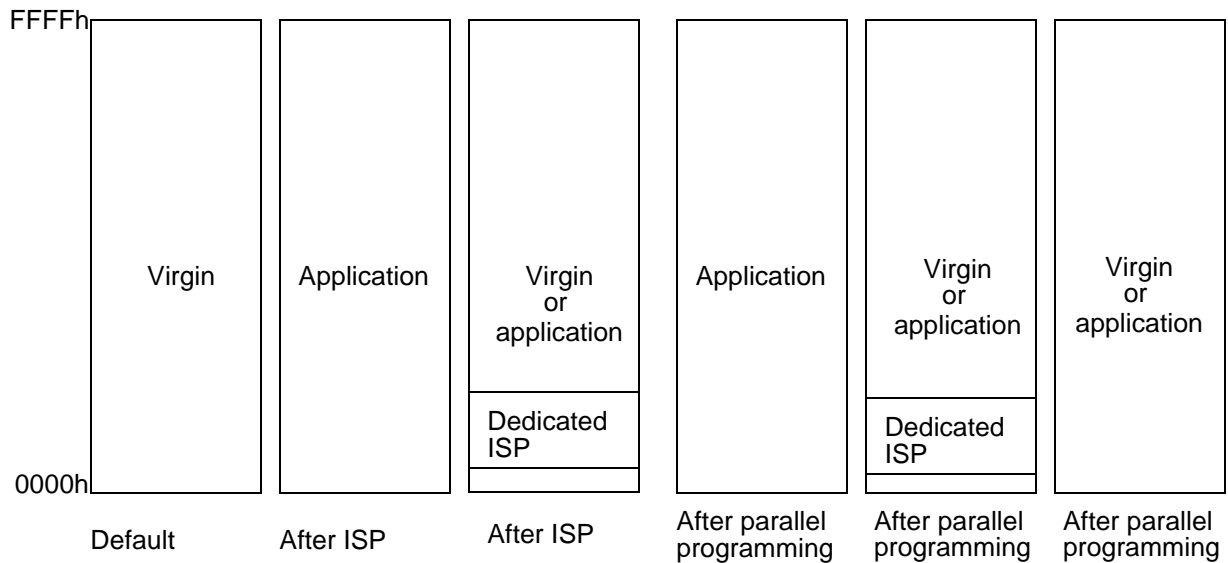 FFFFh
Virgin
Application
Virgin
or
application
Dedicated
ISP
Application
Virgin
or
application
Dedicated
ISP
Virgin
or
application
0000h
Default
After ISP
After ISP
After parallel
programming
After parallel
programming
After parallel
programming